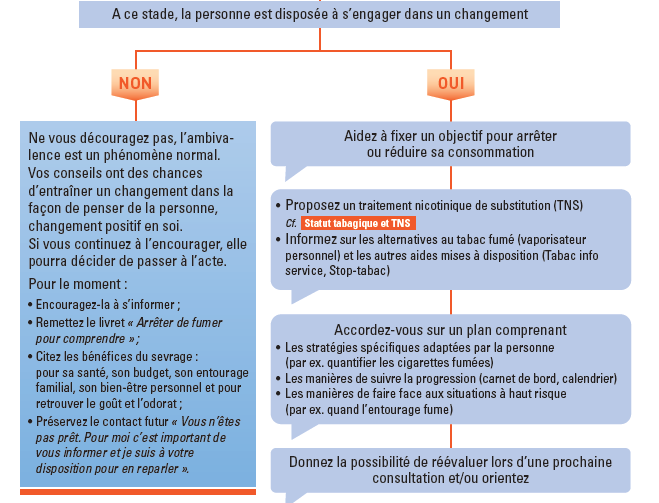 A ce stade, la personne est disposée à s’engager dans un changement
NON
Ne vous découragez pas, l’ambiva-
lence est un phénomène normal.
Vos conseils ont des chances
d’entraîner un changement dans la
façon de penser de la personne,
changement positif en soi.
Si vous continuez à l’encourager, elle
pourra décider de passer à l’acte.
Pour le moment :
• Encouragez-la à s’informer ;
• Remettez le livret « Arrêter de fumer
pour comprendre » ;
• Citez les bénéfices du sevrage :
pour sa santé, son budget, son entourage
familial, son bien-être personnel et pour
retrouver le goût et l’odorat ;
• Préservez le contact futur « Vous n’êtes
pas prêt. Pour moi c’est important de
vous informer et je suis à votre
disposition pour en reparler ».
OUI
Aidez à fixer un objectif pour arrêter
ou réduire sa consommation
• Proposez un traitement nicotinique de substitution (TNS)
Cf. Statut tabagique et TNS
• Informez sur les alternatives au tabac fumé (vaporisateur
personnel) et les autres aides mises à disposition (Tabac info
service, Stop-tabac)
Accordez-vous sur un plan comprenant
• Les stratégies spécifiques adaptées par la personne
(par ex. quantifier les cigarettes fumées)
• Les manières de suivre la progression (carnet de bord, calendrier)
• Les manières de faire face aux situations à haut risque
(par ex. quand l’entourage fume)
Donnez la possibilité de réévaluer lors d’une prochaine
consultation et/ou orientez